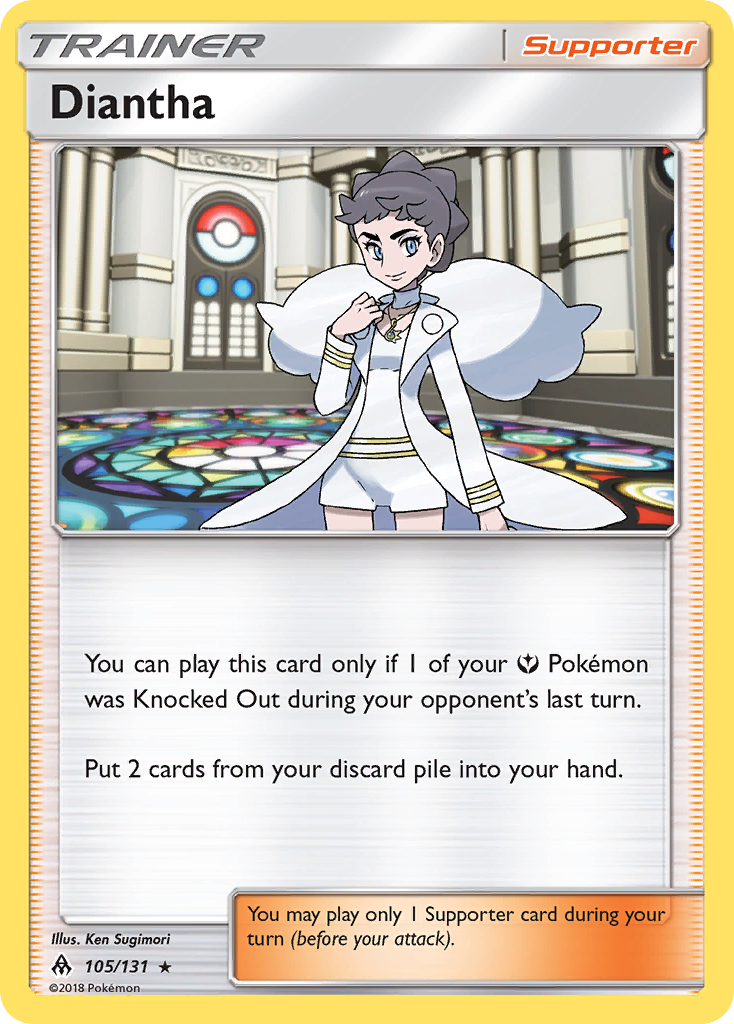 TRAINER
Supporter
Diantha
You can play this card only if 1 of your Pokémon
was Knocked Out during your opponent's last turn.
Put 2 cards from your discard pile into your hand.
You may play only 1 Supporter card during your
turn (before your attack).
Illus. Ken Sugimori
105/131 ★
©2018 Pokémon